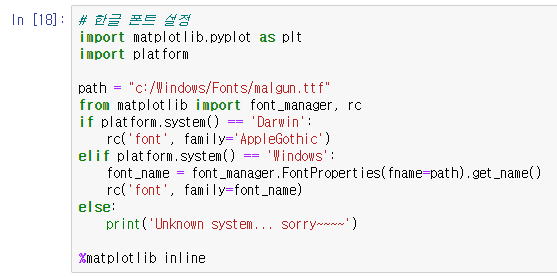 In [18]:
# 한글 폰트 설정
import matplotlib.pyplot as plt
import platform
path = "c:/Windows/Fonts/malgun.ttf"
from matplotlib import font_manager, rc
if platform.system() == 'Darwin':
    rc('font', family='AppleGothic')
elif platform.system() == 'Windows':
    font_name = font_manager.FontProperties(fname=path).get_name()
    rc('font', family=font_name)
else:
    print('Unknown system... sorry~~~~')
%matplotlib inline